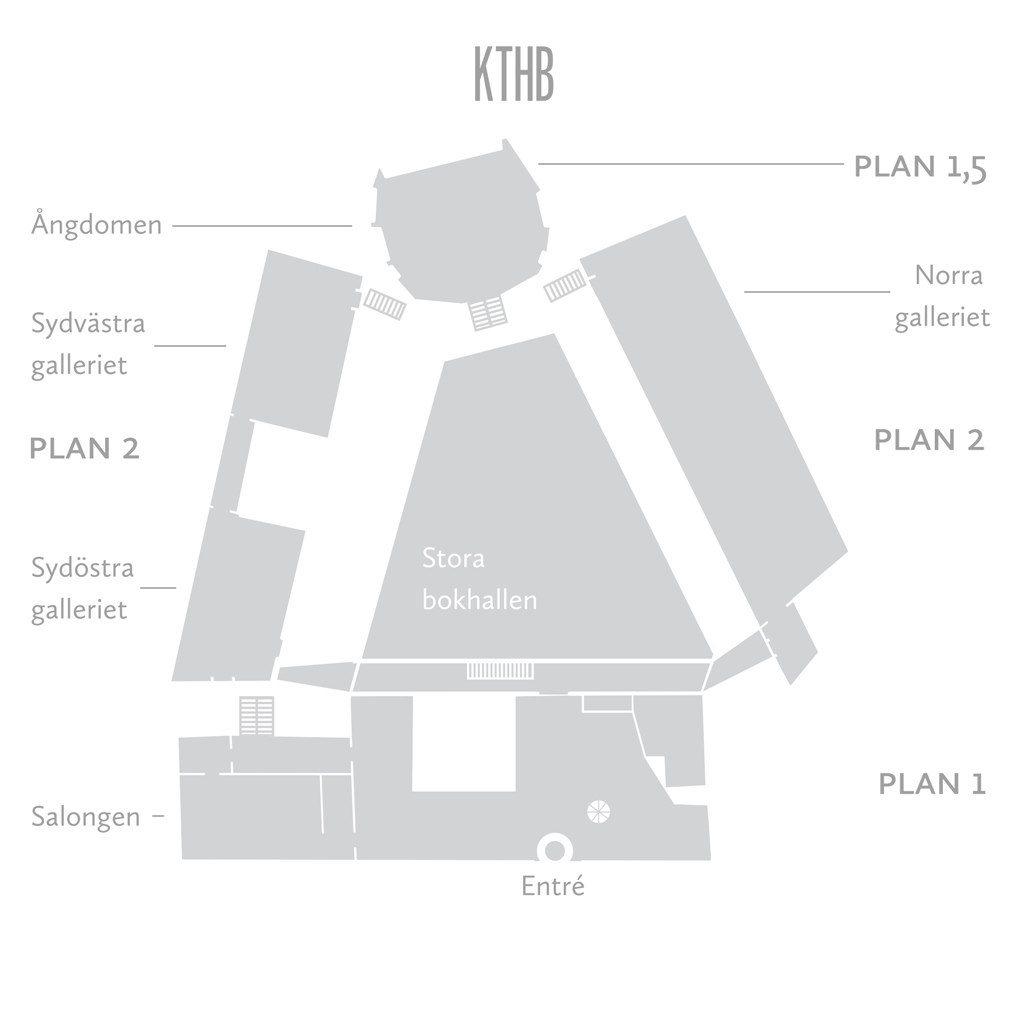 KTHB
PLAN 1,5
Ångdomen
Norra
galleriet
Sydvästra
galleriet
PLAN 2
PLAN 2
Stora
bokhallen
Sydöstra
galleriet
PLAN 1
Salongen
Entré